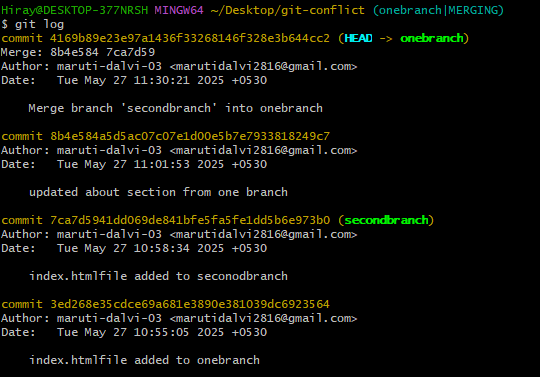 Hiray@DESKTOP-377NRSH MINGW64 ~/Desktop/git-conflict (onebranch|MERGING)
$ git log
commit 4169b89e23e97a1436f33268146f328e3b644cc2 (HEAD -> onebranch)
Merge: 8b4e584 7ca7d59
Author: maruti-dalvi-03 <marutidalvi2816@gmail.com>
Date:   Tue May 27 11:30:21 2025 +0530
    Merge branch 'secondbranch' into onebranch
commit 8b4e584a5d5ac07c07e1d00e5b7e7933818249c7
Author: maruti-dalvi-03 <marutidalvi2816@gmail.com>
Date:   Tue May 27 11:01:53 2025 +0530
    updated about section from one branch
commit 7ca7d5941dd069de841bfe5fa5fe1dd5b6e973b0 (secondbranch)
Author: maruti-dalvi-03 <marutidalvi2816@gmail.com>
Date:   Tue May 27 10:58:34 2025 +0530
    index.htmlfile added to seconodbranch
commit 3ed268e35cdce69a681e3890e381039dc6923564
Author: maruti-dalvi-03 <marutidalvi2816@gmail.com>
Date:   Tue May 27 10:55:05 2025 +0530
    index.htmlfile added to onebranch